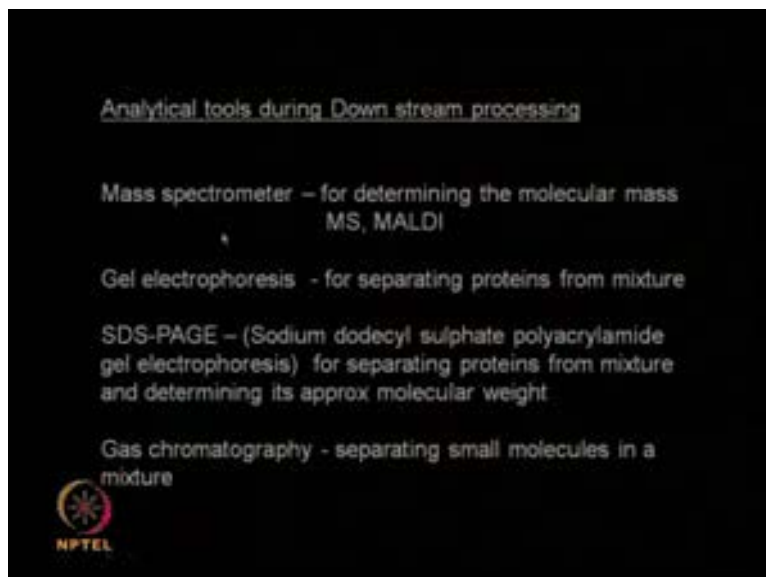 Analytical tools during Down stream processing
Mass spectrometer – for determining the molecular mass
MS, MALDI
Gel electrophoresis - for separating proteins from mixture
SDS-PAGE – (Sodium dodecyl sulphate polyacrylamide
gel electrophoresis) for separating proteins from mixture
and determining its approx molecular weight
Gas chromatography - separating small molecules in a
mixture
NPTEL